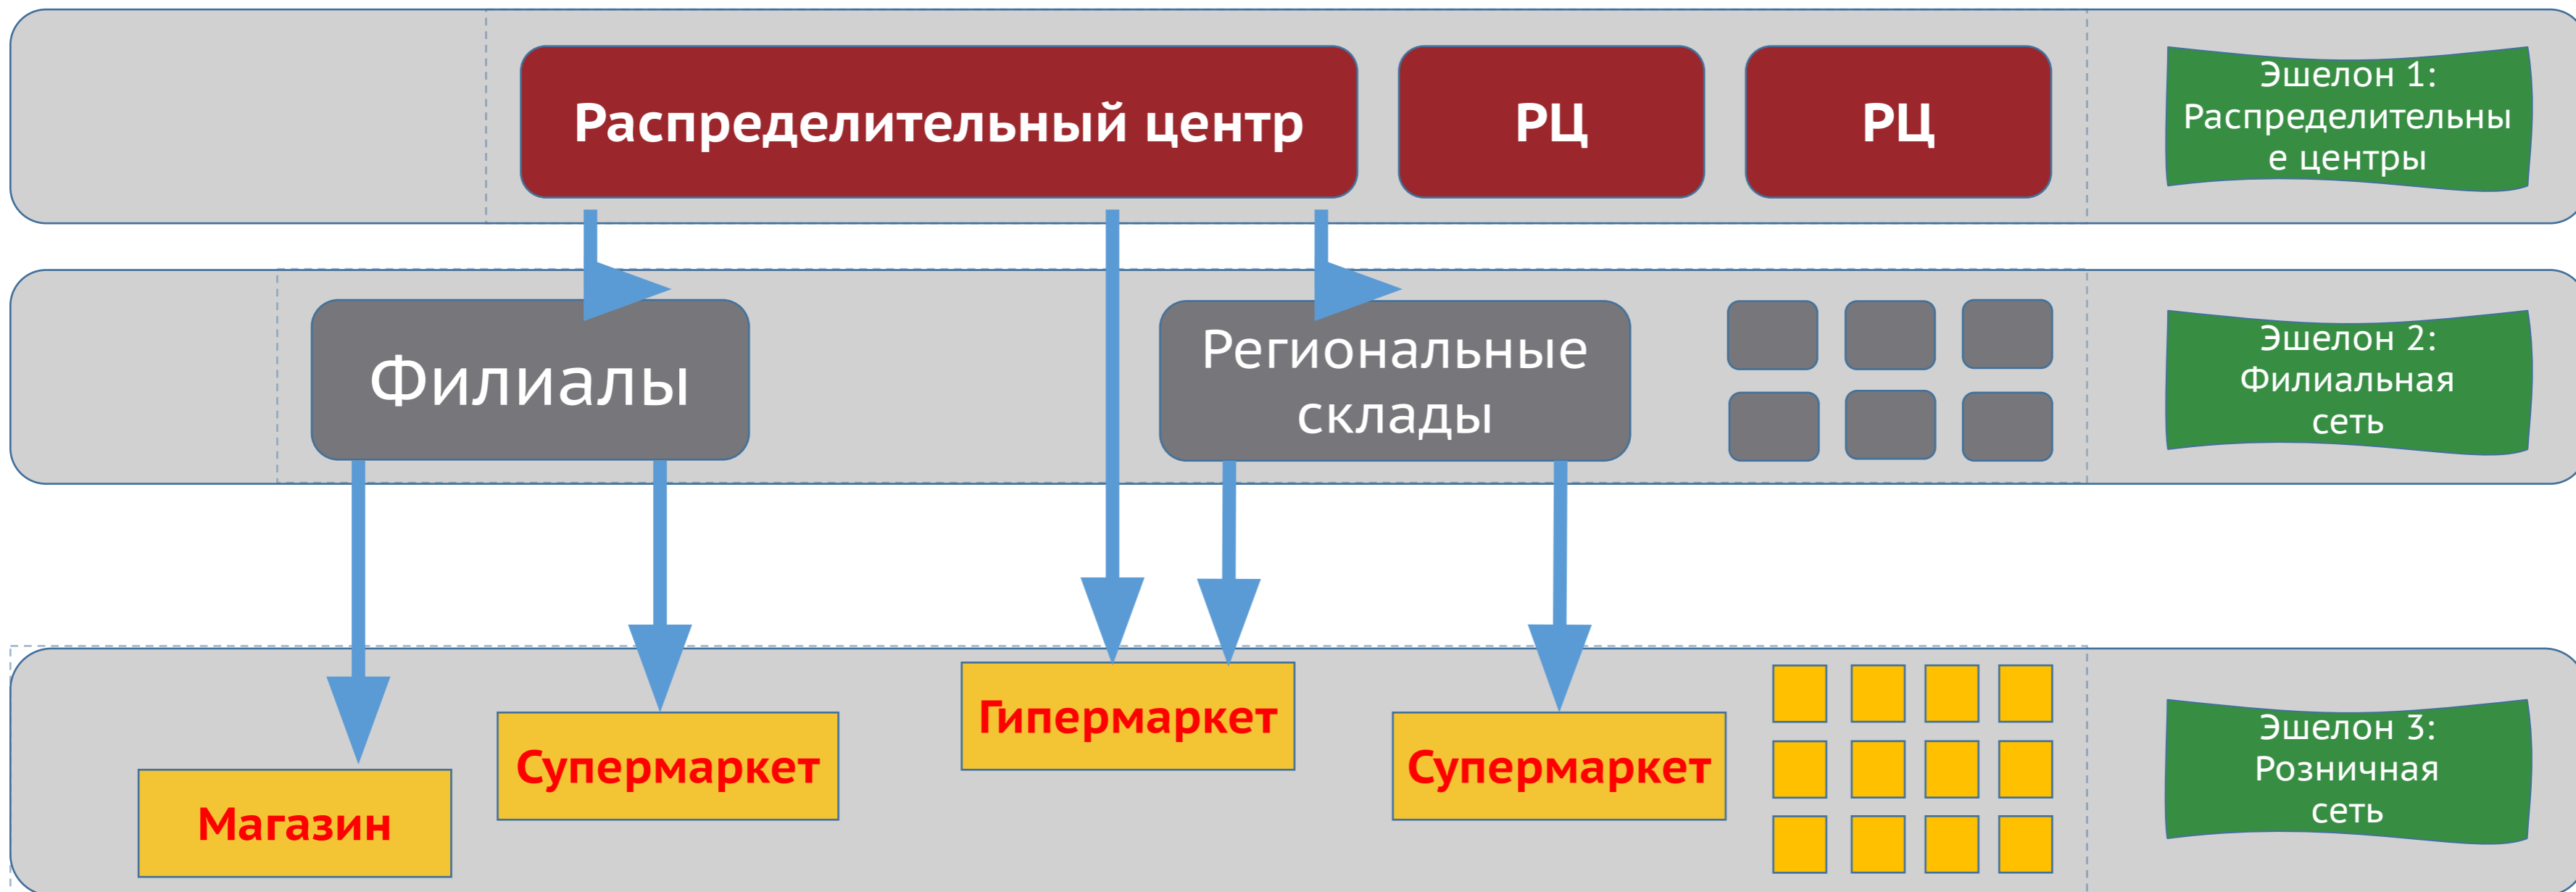 Распределительный центр
РЦ
РЦ
Эшелон 1:
Распределительны
е центры
Филиалы
Региональные
склады
Эшелон 2:
Филиальная
сеть
Гипермаркет
Супермаркет
Супермаркет
Магазин
Эшелон 3:
Розничная
сеть